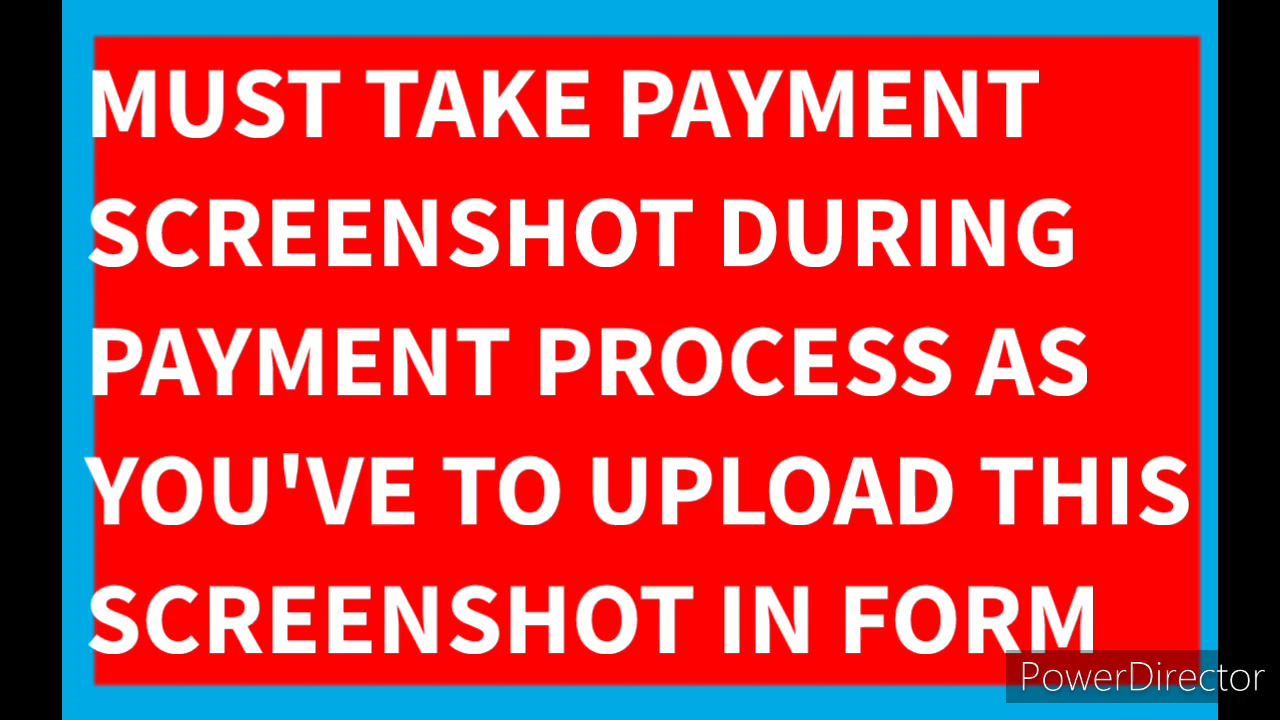 MUST TAKE PAYMENT
SCREENSHOT DURING
PAYMENT PROCESS AS
YOU'VE TO UPLOAD THIS
SCREENSHOT IN FORM
PowerDirector